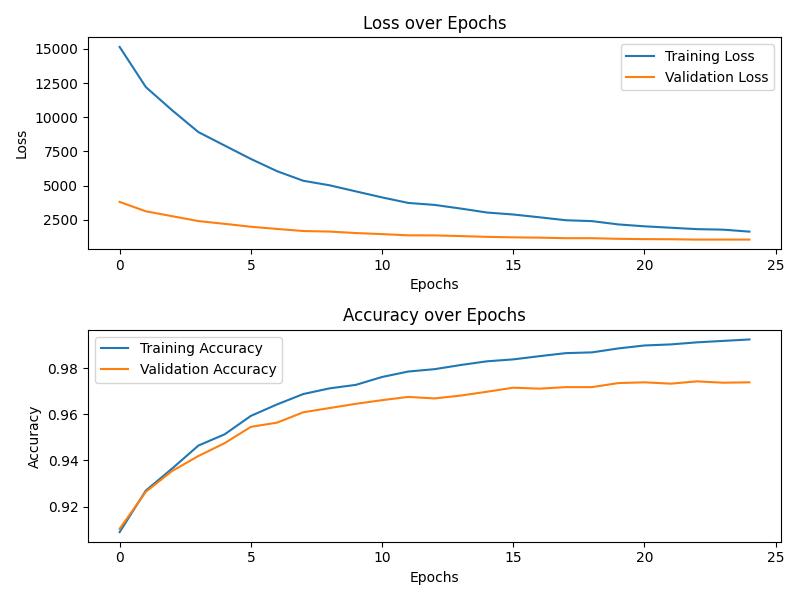 Loss over Epochs
15000
12500
10000
7500
5000
2500
Loss
Training Loss
Validation Loss
0 5 10 15 20 25
Epochs
Accuracy over Epochs
0.98
0.96
0.94
0.92
Accuracy
Training Accuracy
Validation Accuracy
0 5 10 15 20 25
Epochs